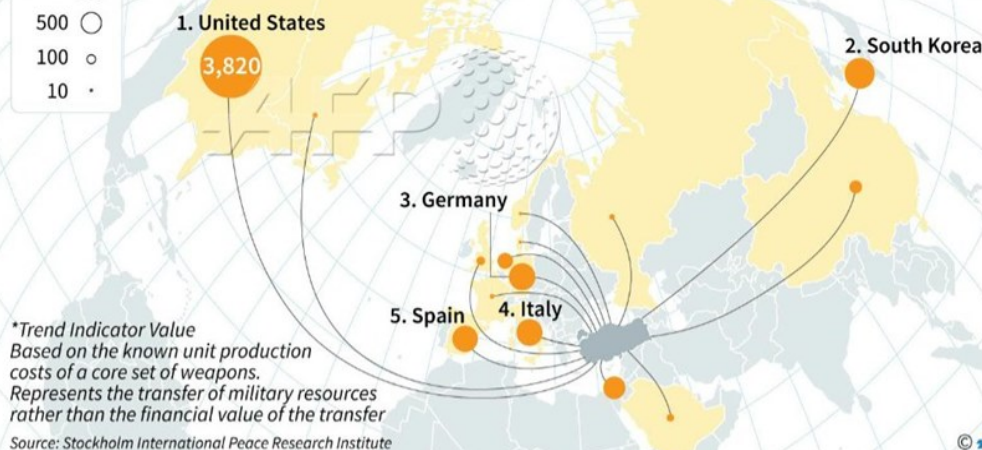 500
100
10
1. United States
3,820
2. South Korea
AFP
3. Germany
4. Italy
5. Spain
*Trend Indicator Value
Based on the known unit production
costs of a core set of weapons.
Represents the transfer of military resources
rather than the financial value of the transfer
Source: Stockholm International Peace Research Institute
©